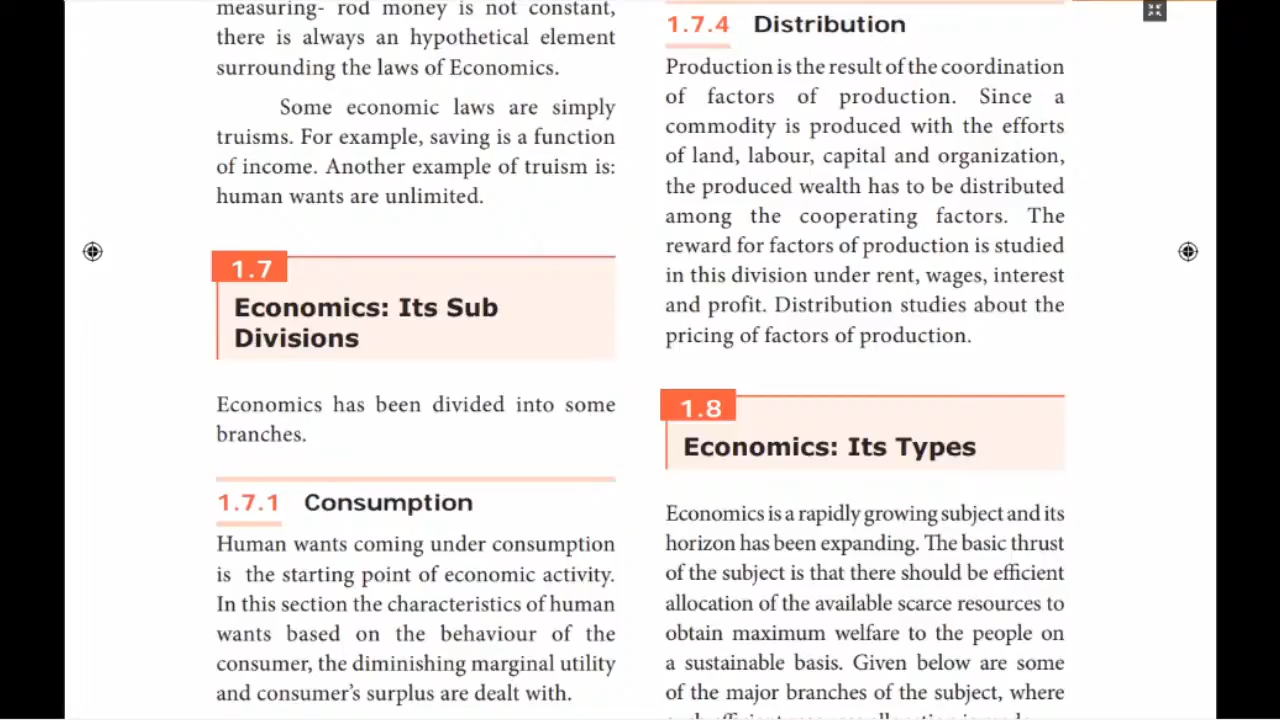 measuring- rod money is not constant,
there is always an hypothetical element
surrounding the laws of Economics.
Some economic laws are simply
truisms. For example, saving is a function
of income. Another example of truism is:
human wants are unlimited.
1.7
Economics: Its Sub
Divisions
Economics has been divided into some
branches.
1.7.1 Consumption
Human wants coming under consumption
is the starting point of economic activity.
In this section the characteristics of human
wants based on the behaviour of the
consumer, the diminishing marginal utility
and consumer's surplus are dealt with.
1.7.4 Distribution
Production is the result of the coordination
of factors of production. Since a
commodity is produced with the efforts
of land, labour, capital and organization,
the produced wealth has to be distributed
among the cooperating factors. The
reward for factors of production is studied
in this division under rent, wages, interest
and profit. Distribution studies about the
pricing of factors of production.
1.8
Economics: Its Types
Economics is a rapidly growing subject and its
horizon has been expanding. The basic thrust
of the subject is that there should be efficient
allocation of the available scarce resources to
obtain maximum welfare to the people on
a sustainable basis. Given below are some
of the major branches of the subject, where